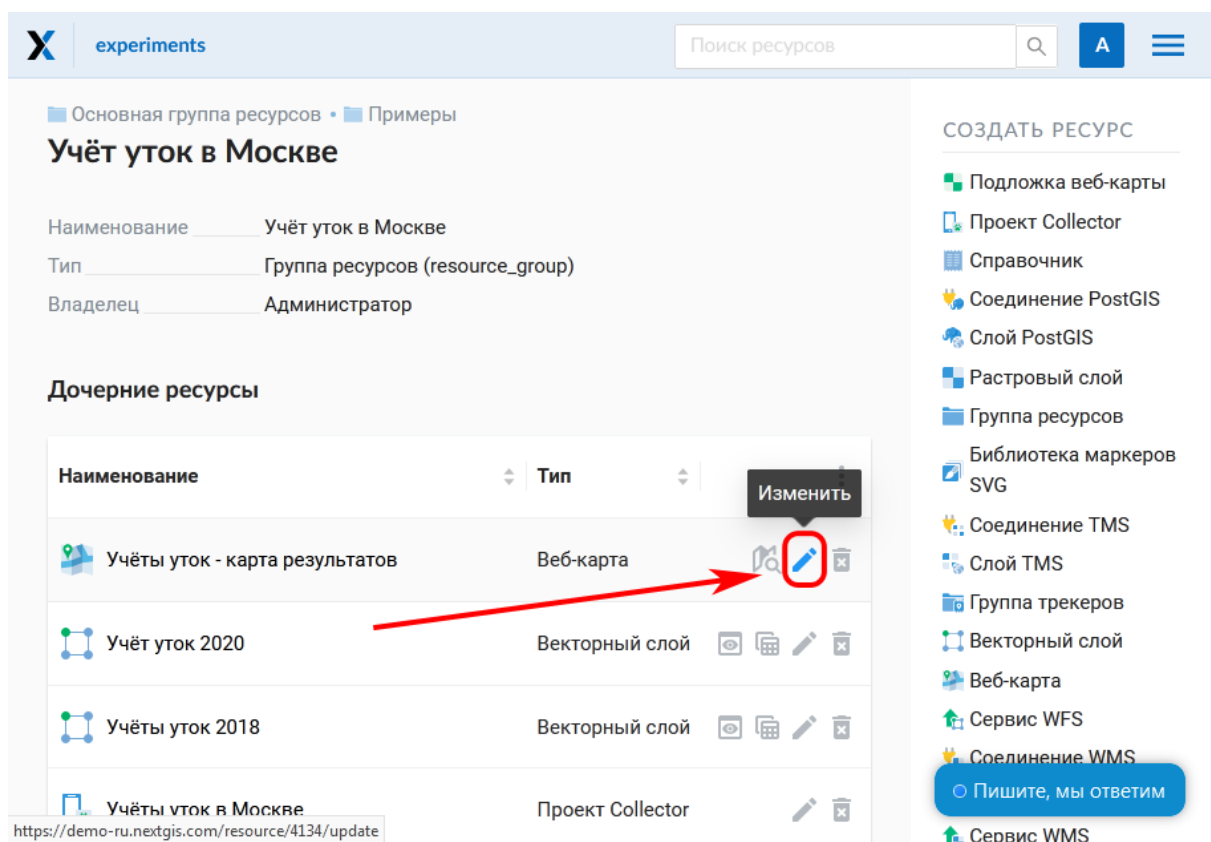 experiments
Поиск ресурсов
A
Основная группа ресурсов • Примеры
Учёт уток в Москве
Наименование Учёт уток в Москве
Тип Группа ресурсов (resource_group)
Владелец Администратор
Дочерние ресурсы
Наименование Тип
Изменить
Учёты уток - карта результатов Веб-карта
Учёт уток 2020 Векторный слой
Учёты уток 2018 Векторный слой
Учёты уток в Москве Проект Collector
https://demo-ru.nextgis.com/resource/4134/update
СОЗДАТЬ РЕСУРС
Подложка веб-карты
Проект Collector
Справочник
Соединение PostGIS
Слой PostGIS
Растровый слой
Группа ресурсов
Библиотека маркеров
SVG
Соединение TMS
Слой TMS
Группа трекеров
Векторный слой
Веб-карта
Сервис WFS
Соединение WMS
Пишите, мы ответим
Сервис WMS